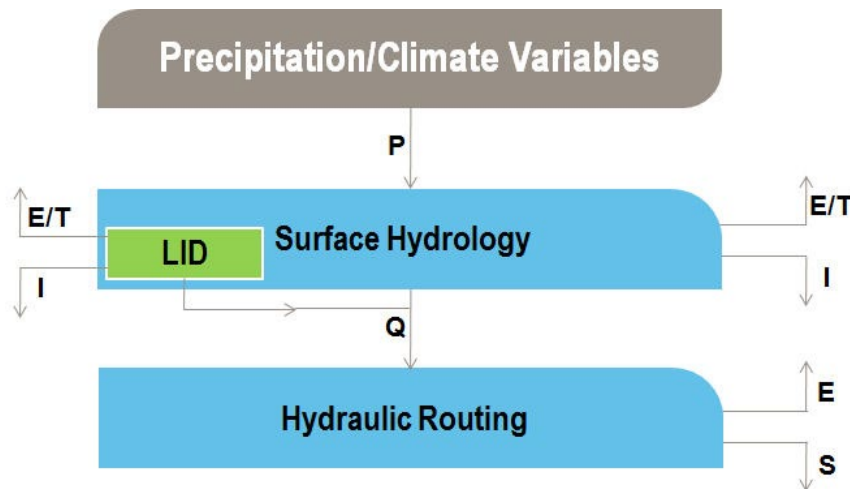 Precipitation/Climate Variables
P
E/T
E/T
LID
Surface Hydrology
I
I
Q
Hydraulic Routing
E
S